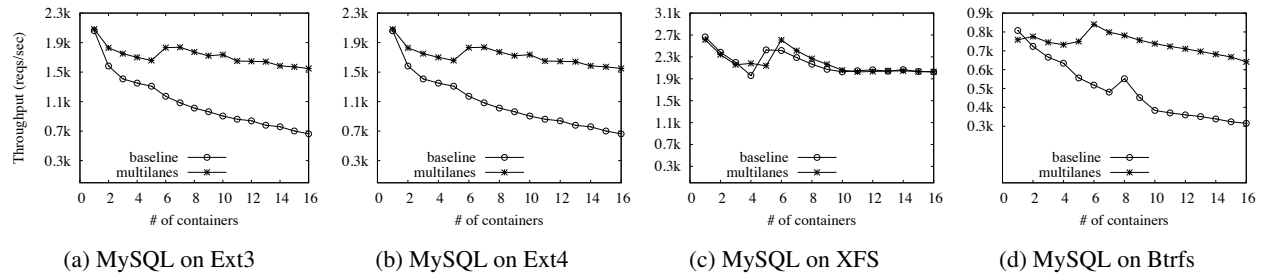 Throughput (reqs/sec)
2.3k
1.9k
1.5k
1.1k
0.7k
0.3k
baseline
multilanes
0 2 4 6 8 10 12 14 16
# of containers
(a) MySQL on Ext3
2.3k
1.9k
1.5k
1.1k
0.7k
0.3k
baseline
multilanes
0 2 4 6 8 10 12 14 16
# of containers
(b) MySQL on Ext4
3.1k
2.7k
2.3k
1.9k
1.5k
1.1k
0.7k
0.3k
baseline
multilanes
0 2 4 6 8 10 12 14 16
# of containers
(c) MySQL on XFS
0.9k
0.8k
0.7k
0.6k
0.5k
0.4k
0.3k
baseline
multilanes
0 2 4 6 8 10 12 14 16
# of containers
(d) MySQL on Btrfs